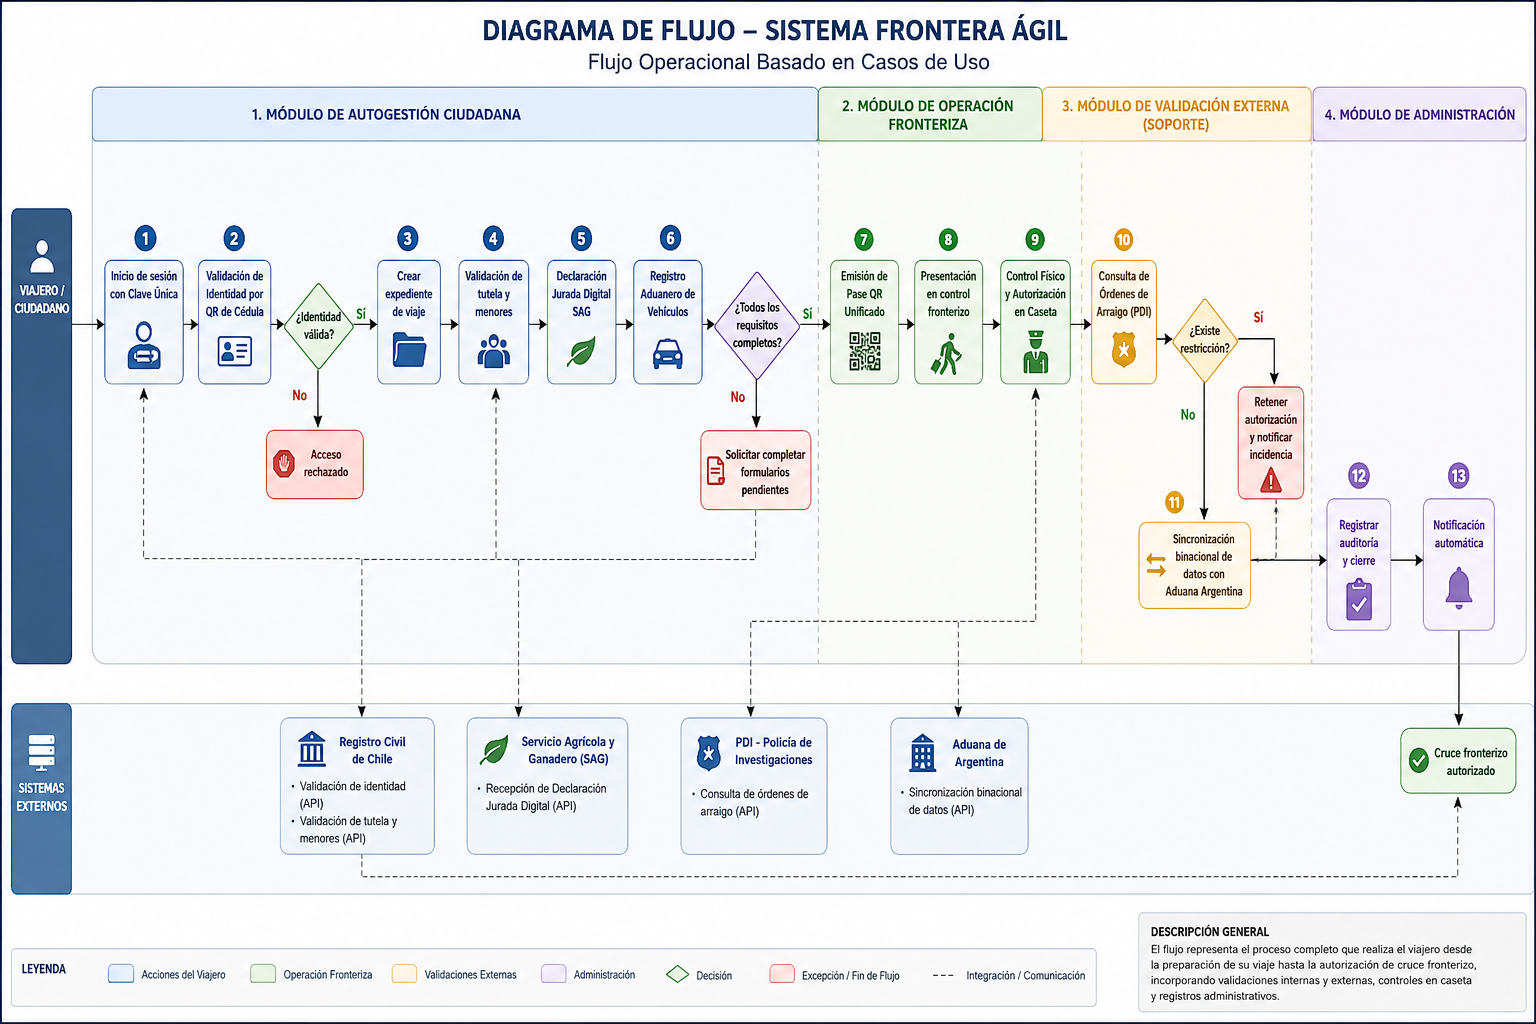 DIAGRAMA DE FLUJO – SISTEMA FRONTERA ÁGIL
Flujo Operacional Basado en Casos de Uso
1. MÓDULO DE AUTOGESTIÓN CIUDADANA
2. MÓDULO DE OPERACIÓN
FRONTERIZA
3. MÓDULO DE VALIDACIÓN EXTERNA
(SOPORTE)
4. MÓDULO DE ADMINISTRACIÓN
VIAJERO /
CIUDADANO
1
Inicio de sesión
con Clave Única
2
Validación de
Identidad por
QR de Cédula
¿Identidad
válida?
Sí
No
Acceso
rechazado
3
Crear
expediente
de viaje
4
Validación de
tutela y
menores
5
Declaración
Jurada Digital
SAG
6
Registro
Aduanero de
Vehículos
¿Todos los
requisitos
completos?
Sí
No
Solicitar completar
formularios
pendientes
7
Emisión de
Pase QR
Unificado
8
Presentación
en control
fronterizo
9
Control Físico
y Autorización
en Caseta
10
Consulta de
Órdenes de
Arraigo (PDI)
¿Existe
restricción?
Sí
No
Retener
autorización
y notificar
incidencia
11
Sincronización
binacional de
datos con
Aduana Argentina
12
Registrar
auditoría
y cierre
13
Notificación
automática
SISTEMAS
EXTERNOS
Registro Civil
de Chile
• Validación de identidad
(API)
• Validación de tutela y
menores (API)
Servicio Agrícola y
Ganadero (SAG)
• Recepción de Declaración
Jurada Digital (API)
PDI - Policía de
Investigaciones
• Consulta de órdenes de
arraigo (API)
Aduana de
Argentina
• Sincronización binacional
de datos (API)
Cruce fronterizo
autorizado
LEYENDA
Acciones del Viajero
Operación Fronteriza
Validaciones Externas
Administración
Decisión
Excepción / Fin de Flujo
Integración / Comunicación
DESCRIPCIÓN GENERAL
El flujo representa el proceso completo que realiza el viajero desde
la preparación de su viaje hasta la autorización de cruce fronterizo,
incorporando validaciones internas y externas, controles en caseta
y registros administrativos.